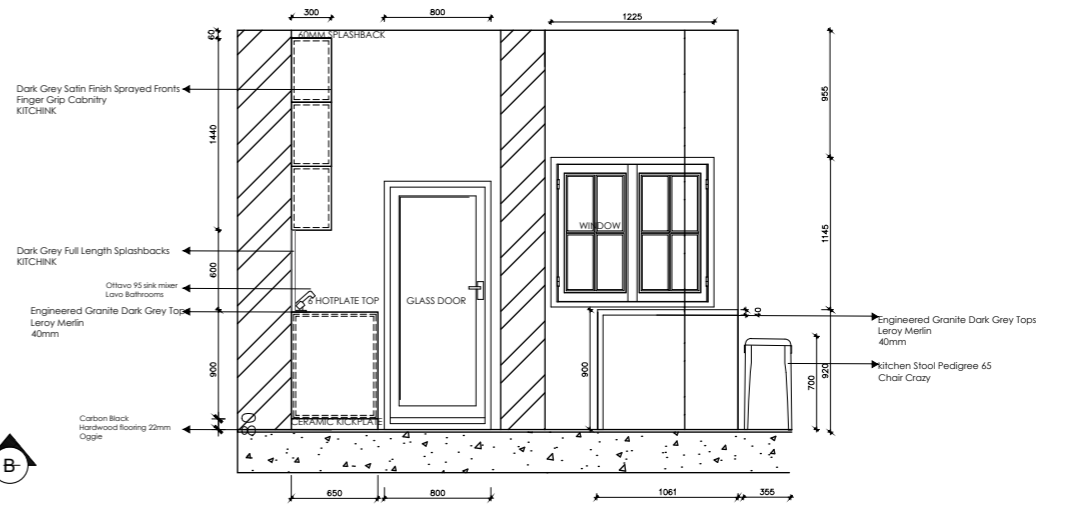 300
800
1225
60
60MM SPLASHBACK
Dark Grey Satin Finish Sprayed Fronts
Finger Grip Cabnitry
KITCHINK
955
1440
WINDOW
1145
Dark Grey Full Length Splashbacks
KITCHINK
600
Ottavo 95 sink mixer
Lavo Bathrooms
6 HOTPLATE TOP
GLASS DOOR
Engineered Granite Dark Grey Tops
Leroy Merlin
40mm
40
Engineered Granite Dark Grey Tops
Leroy Merlin
40mm
900
900
700
920
Kitchen Stool Pedigree 65
Chair Crazy
Carbon Black
Hardwood flooring 22mm
Oggie
80
CERAMIC KICKPLATE
B
650
800
1061
355